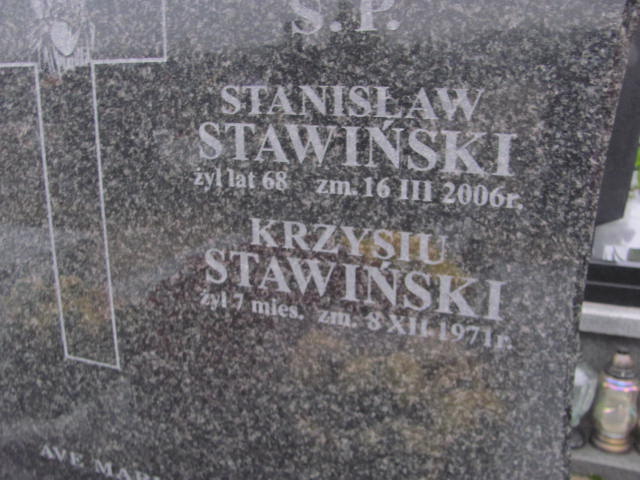 Ś.P.
STANISŁAW
STAWIŃSKI
żył lat 68 zm. 16 III 2006r.
KRZYSIU
STAWIŃSKI
żył 7 mies. zm. 8 XII 1971r.
AVE